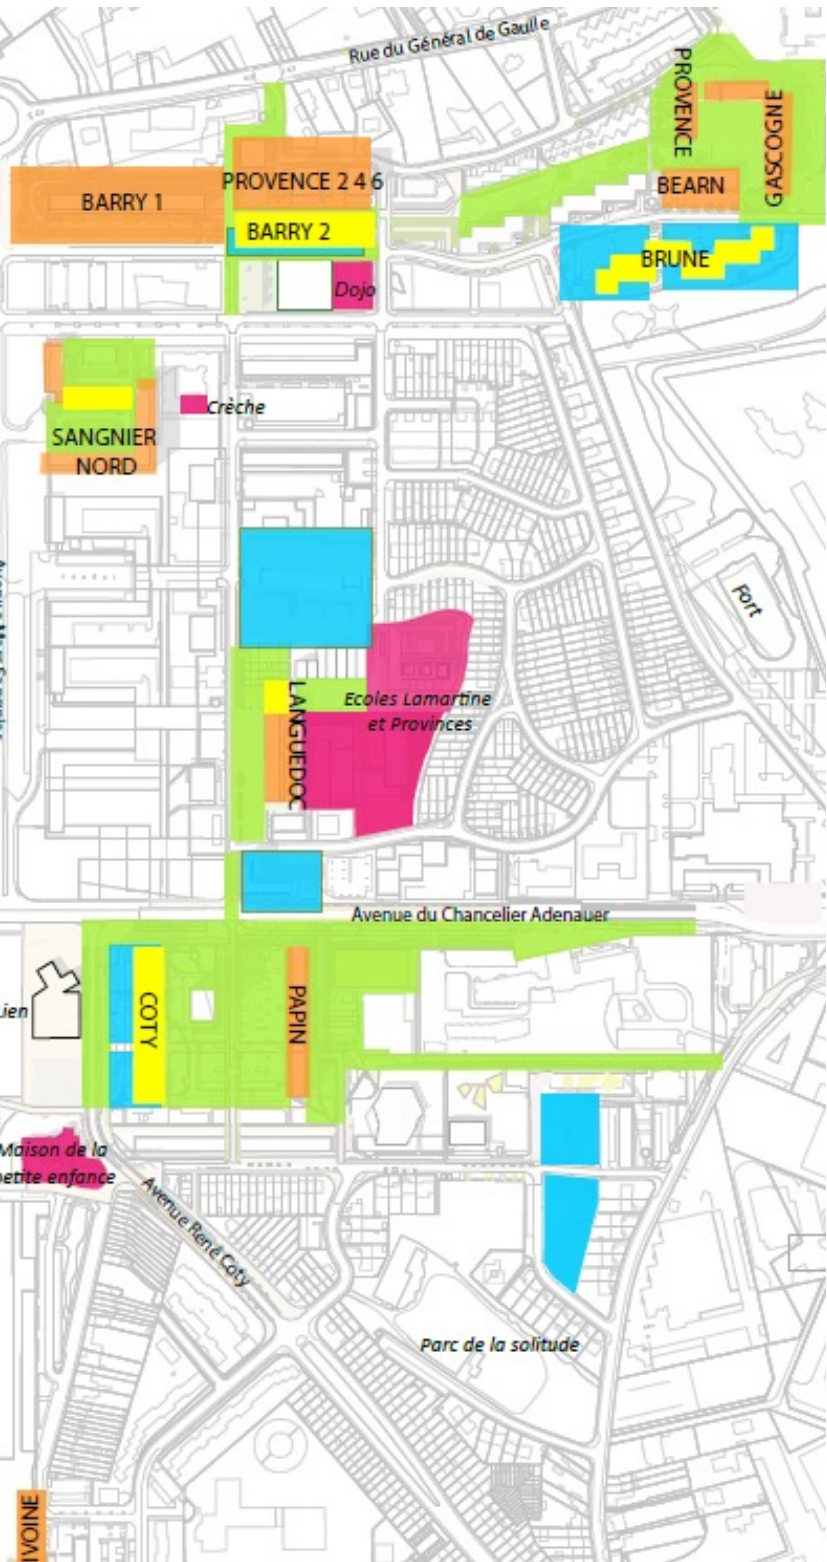 Rue du Général de Gaulle
PROVENCE
GASCOGNE
BEARN
PROVENCE 2 4 6
BARRY 1
BARRY 2
BRUNE
Dojo
Crèche
SANGNIER
NORD
Fort
LANGUEDOC
Ecoles Lamartine
et Provinces
Avenue du Chancelier Adenauer
COTY
PAPIN
Maison de la
petite enfance
Avenue René Coty
Parc de la solitude
IVOINE